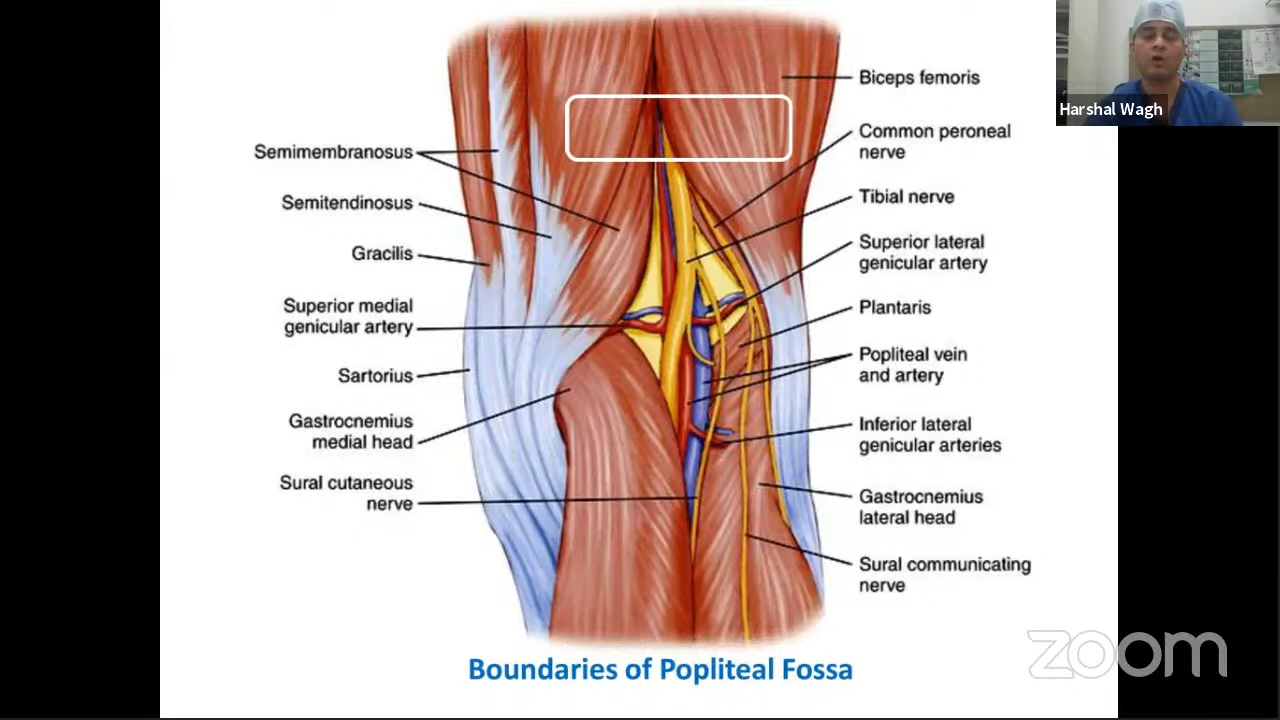 Harshal Wagh
Semimembranosus
Semitendinosus
Gracilis
Superior medial
genicular artery
Sartorius
Gastrocnemius
medial head
Sural cutaneous
nerve
Biceps femoris
Common peroneal
nerve
Tibial nerve
Superior lateral
genicular artery
Plantaris
Popliteal vein
and artery
Inferior lateral
genicular arteries
Gastrocnemius
lateral head
Sural communicating
nerve
Boundaries of Popliteal Fossa
zoom